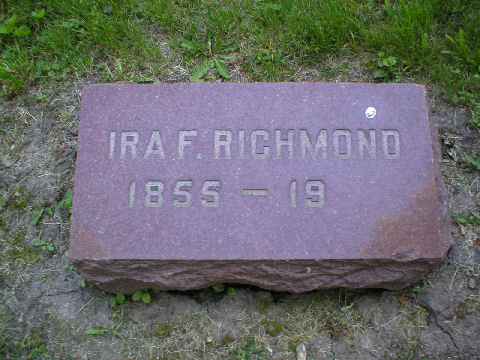 IRA F. RICHMOND
1855 — 19